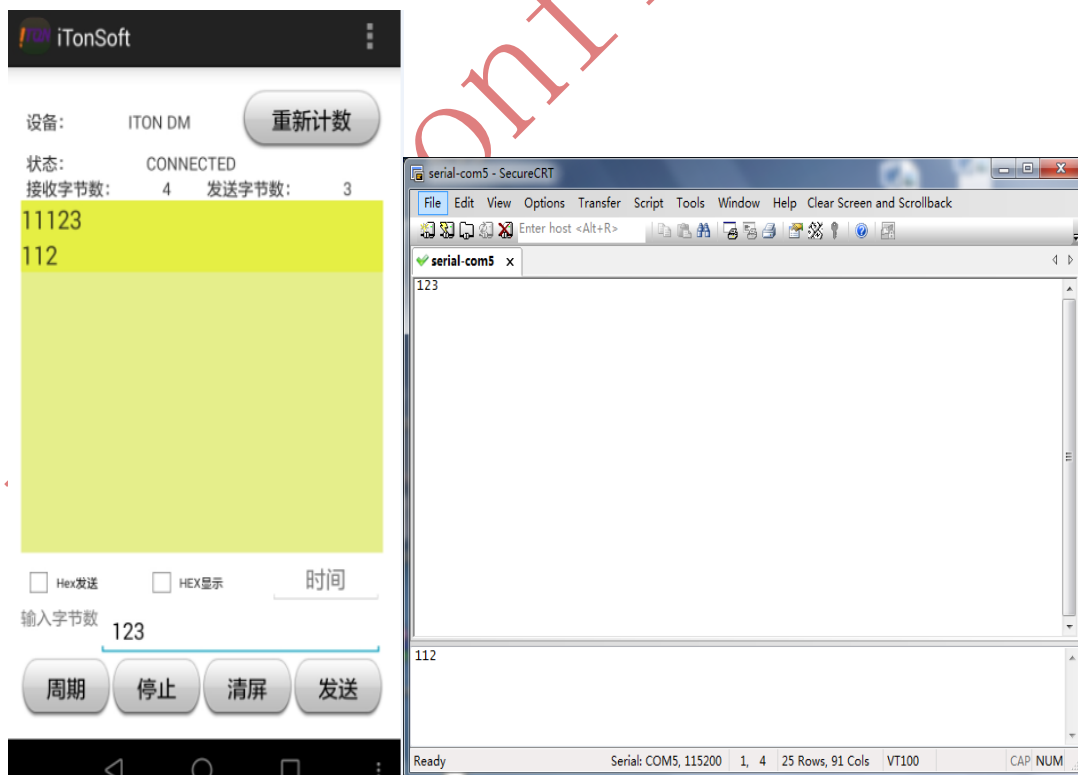 iTonSoft
设备: ITON DM 重新计数
状态: CONNECTED
接收字节数: 4 发送字节数: 3
11123
112
Hex发送 HEX显示 时间
输入字节数 123
周期 停止 清屏 发送
serial-com5 - SecureCRT
File Edit View Options Transfer Script Tools Window Help Clear Screen and Scrollback
Enter host <Alt+R>
serial-com5 x
123
112
Ready Serial: COM5, 115200 1, 4 25 Rows, 91 Cols VT100 CAP NUM